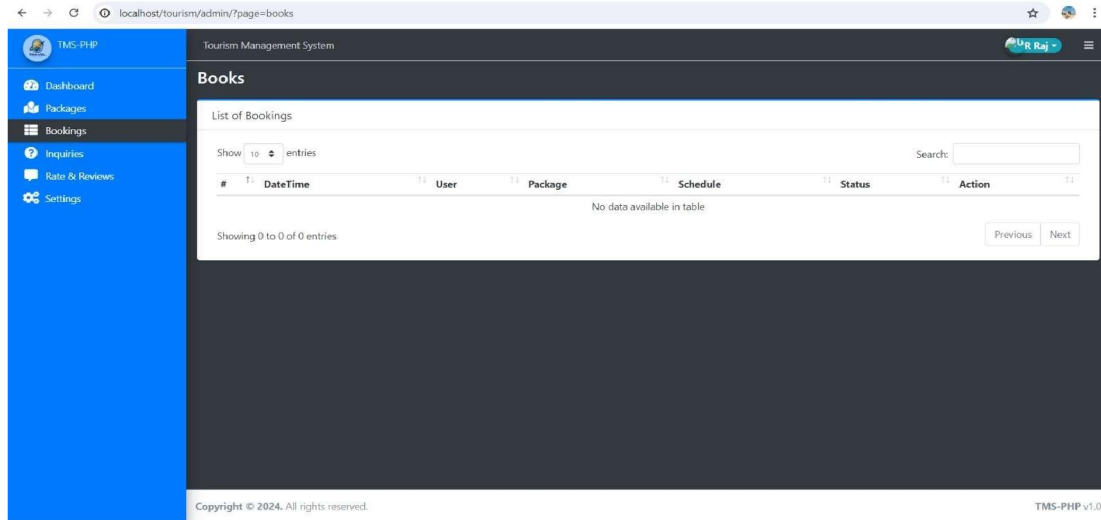 localhost/tourism/admin/?page=books
TMS-PHP
Tourism Management System
U R Raj
Dashboard
Packages
Bookings
Inquiries
Rate & Reviews
Settings
Books
List of Bookings
Show 10 entries
Search:
# DateTime User Package Schedule Status Action
No data available in table
Showing 0 to 0 of 0 entries
Previous Next
Copyright © 2024. All rights reserved.
TMS-PHP v1.0